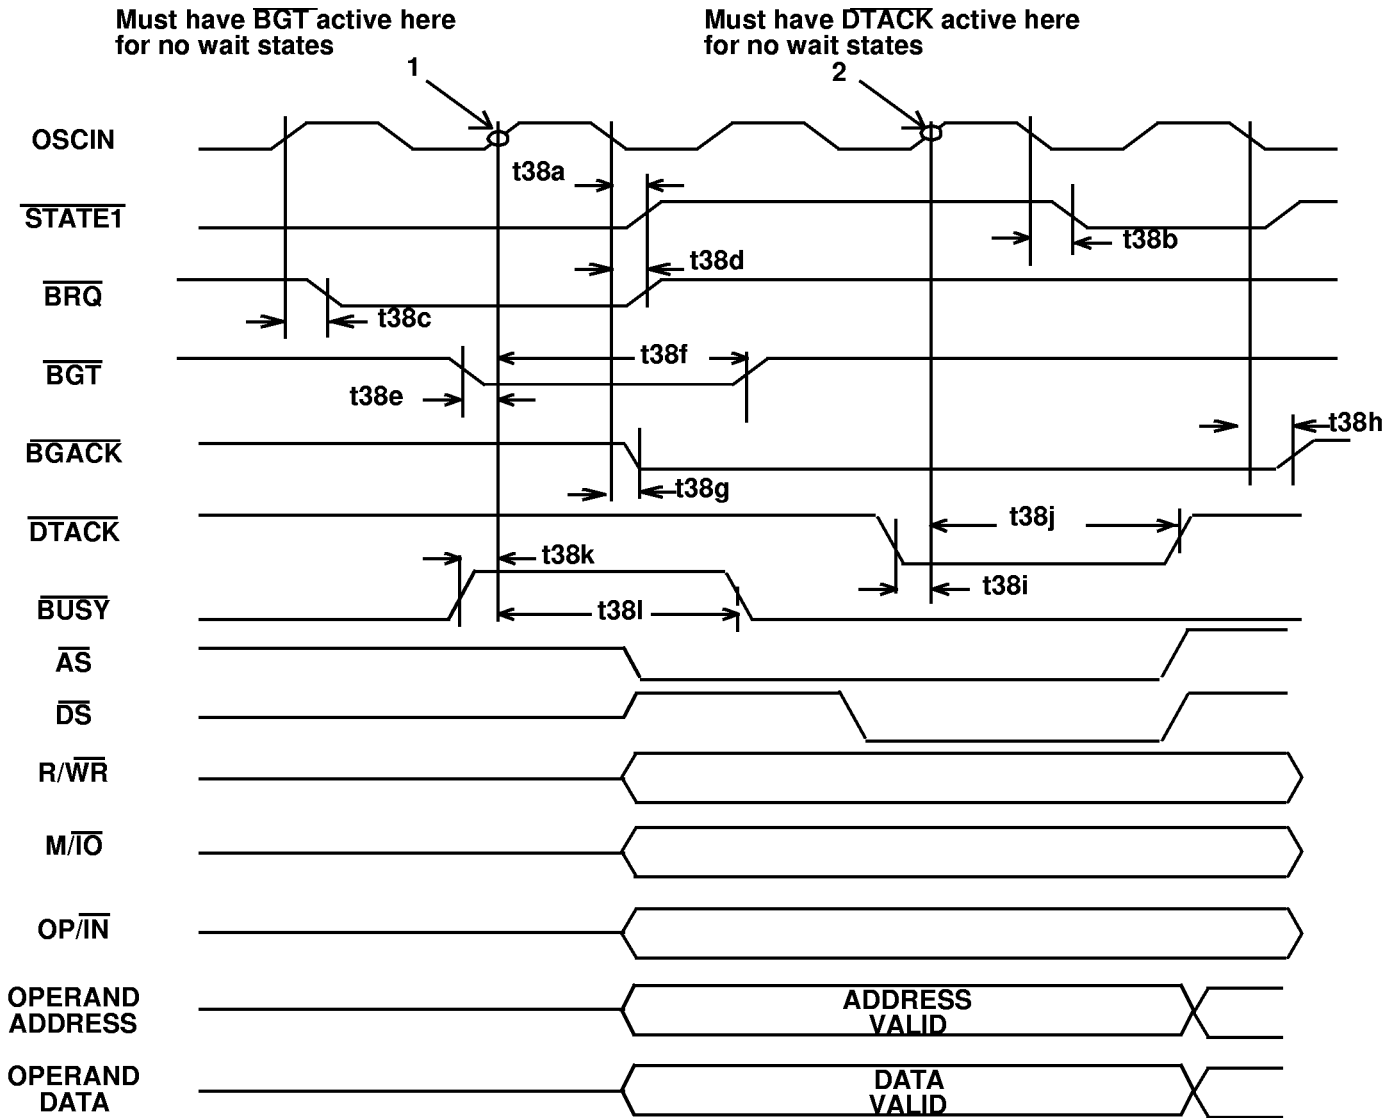 Must have BGT active here
for no wait states
Must have DTACK active here
for no wait states
1
2
OSCIN
t38a
STATE1
t38b
t38d
BRQ
t38c
t38f
BGT
t38e
t38h
BGACK
t38g
DTACK
t38j
t38k
t38i
BUSY
t38l
AS
DS
R/WR
M/IO
OP/IN
OPERAND
ADDRESS
ADDRESS
VALID
OPERAND
DATA
DATA
VALID